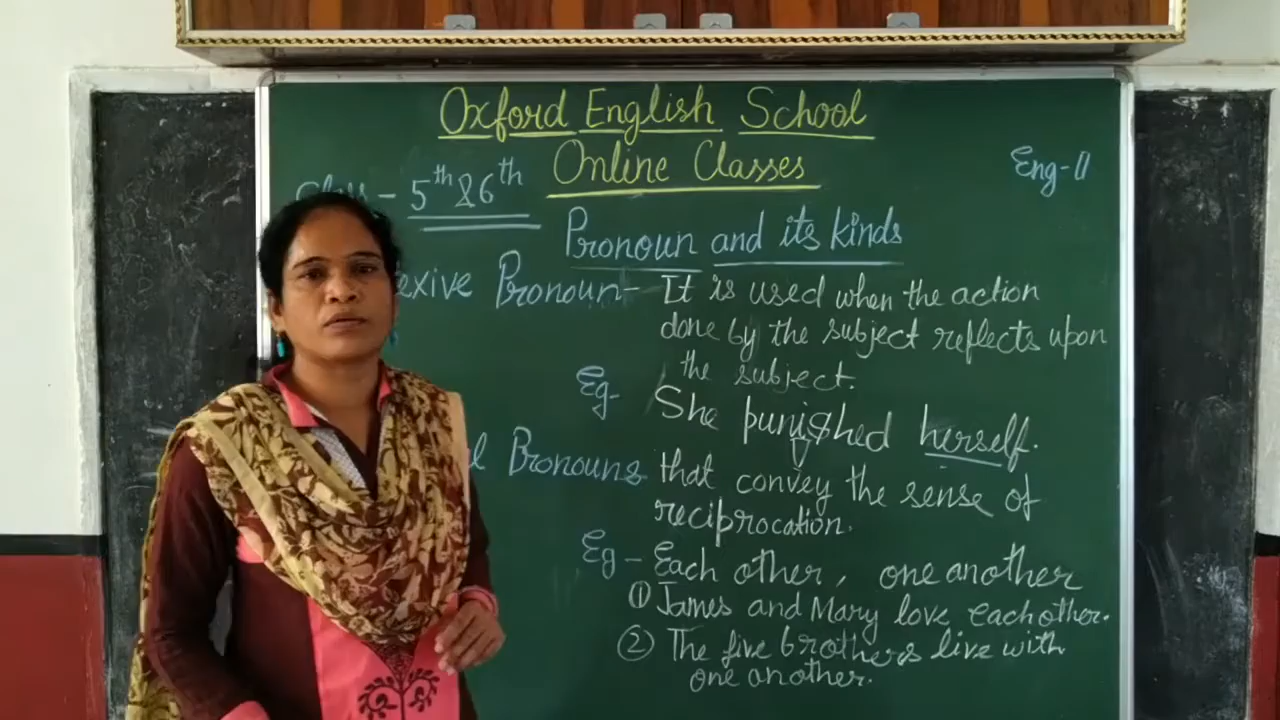 Oxford English School
Online Classes
Eng-II
Class - 5th & 6th
Pronoun and its kinds
exive Pronoun- It is used when the action
done by the subject reflects upon
the subject.
Eg- She punished herself.
l Pronouns that convey the sense of
reciprocation.
Eg - Each other, one another
① James and Mary love each other.
② The five brothers live with
one another.